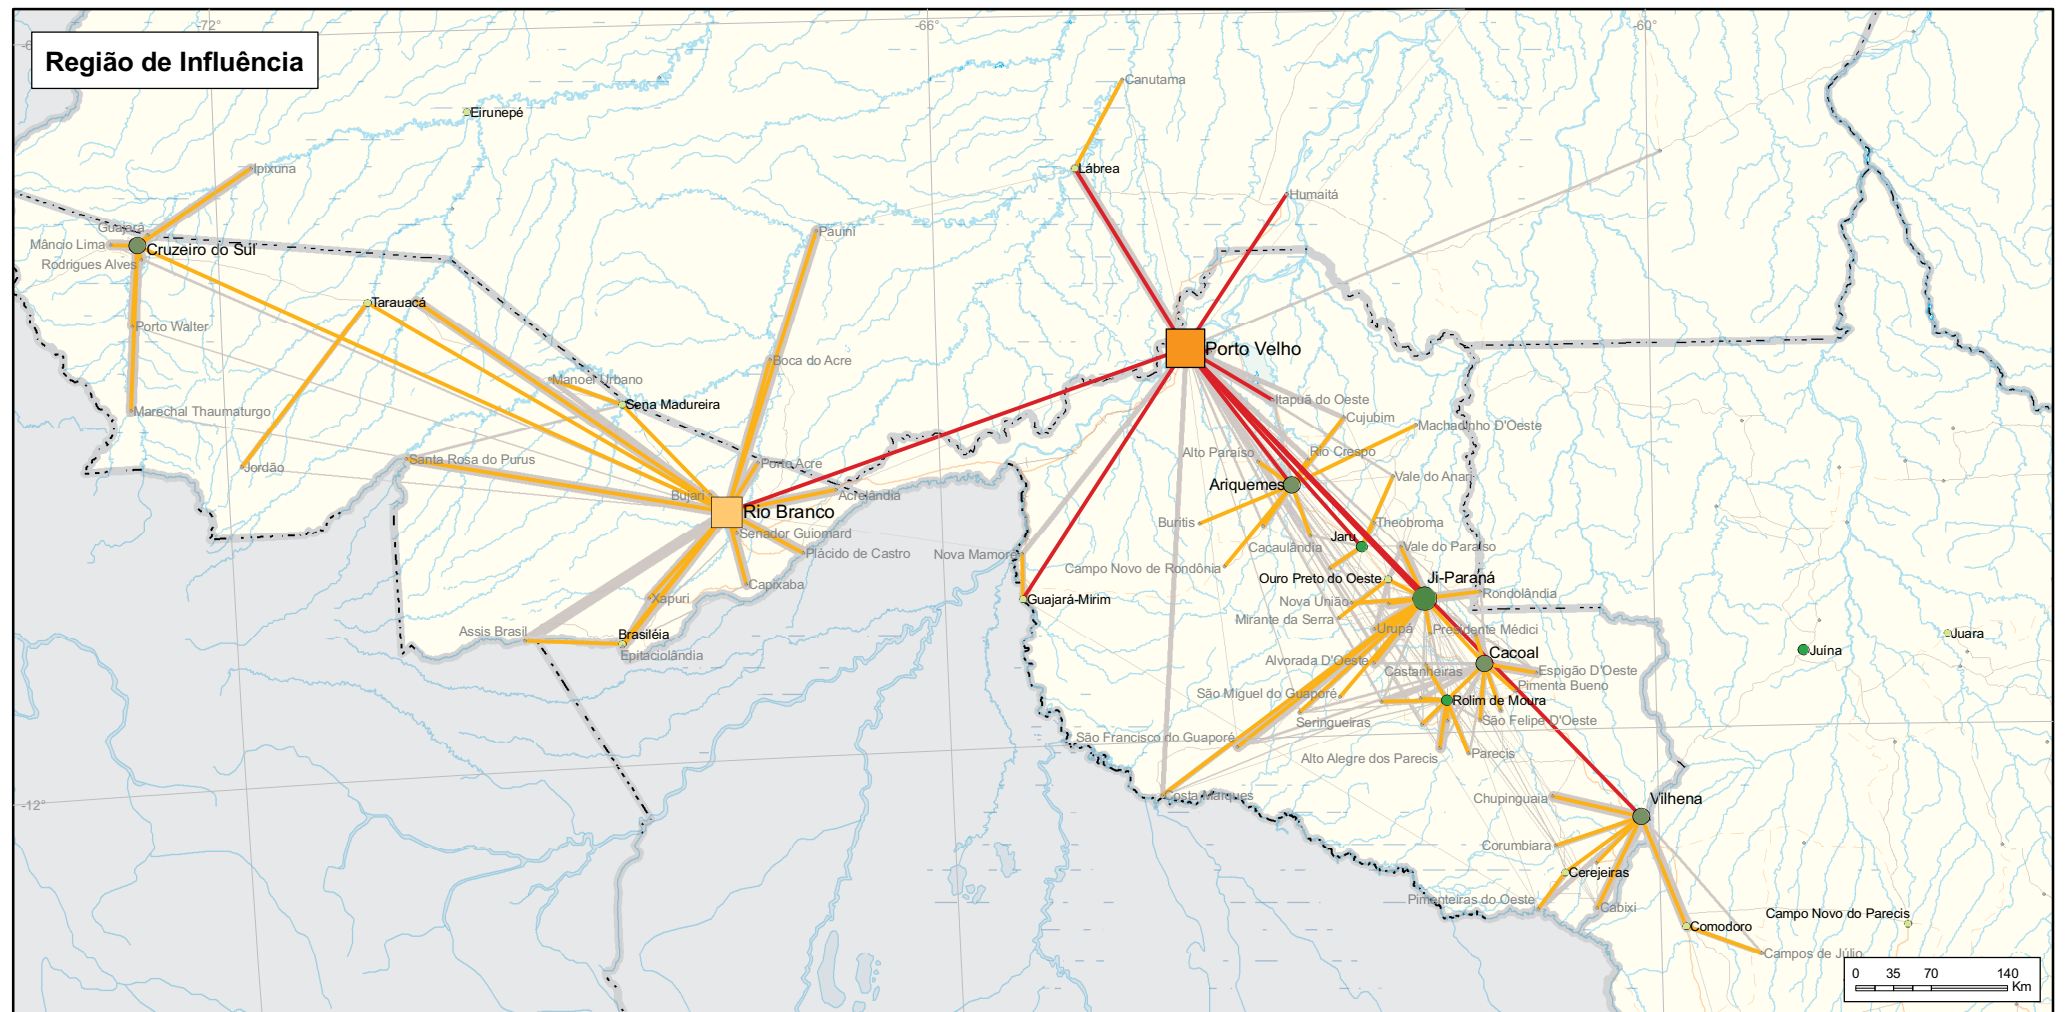 -72°
-66°
-60°
-6
Região de Influência
Canutama
Eirunepé
Ipixuna
Lábrea
Humaitá
Guajará
Pauini
Mâncio Lima
Cruzeiro do Sul
Rodrigues Alves
Tarauacá
Porto Walter
Porto Velho
Boca do Acre
Manoel Urbano
Sena Madureira
Itapuã do Oeste
Marechal Thaumaturgo
Cujubim
Machadinho D'Oeste
Alto Paraíso
Rio Crespo
Santa Rosa do Purus
Jordão
Porto Acre
Vale do Anari
Ariquemes
Bujari
Acrelândia
Rio Branco
Buritis
Theobroma
Senador Guiomard
Jaru
Cacaulândia
Vale do Paraíso
Plácido de Castro
Nova Mamoré
Campo Novo de Rondônia
Ouro Preto do Oeste
Ji-Paraná
Capixaba
Rondolândia
Xapuri
Guajará-Mirim
Nova União
Mirante da Serra
Urupá
Presidente Médici
Assis Brasil
Brasiléia
Epitaciolândia
Juara
Juína
Cacoal
Alvorada D'Oeste
Castanheiras
Espigão D'Oeste
Pimenta Bueno
São Miguel do Guaporé
Rolim de Moura
Seringueiras
São Felipe D'Oeste
São Francisco do Guaporé
Alto Alegre dos Parecis
Parecis
Costa Marques
-12°
Chupinguaia
Vilhena
Corumbiara
Cerejeiras
Pimenteiras do Oeste
Cabixi
Campo Novo do Parecis
Comodoro
Campos de Júlio
0 35 70 140
Km